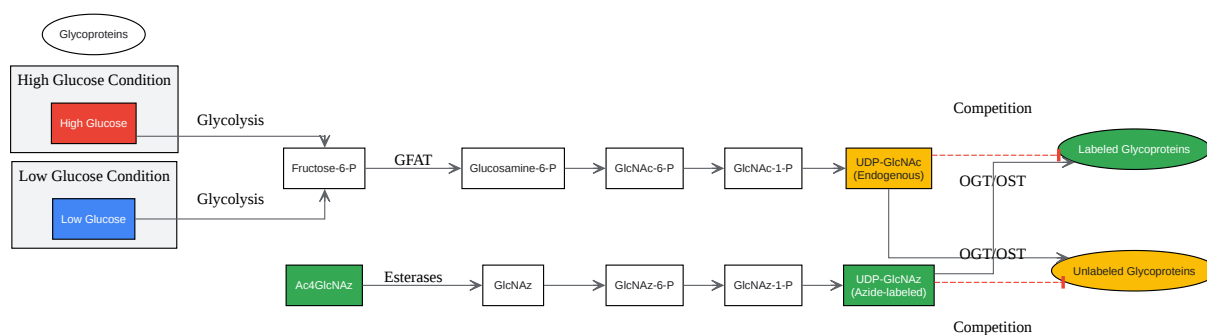 Glycoproteins
High Glucose Condition
High Glucose
Glycolysis
Low Glucose Condition
Low Glucose
Glycolysis
Fructose-6-P
GFAT
Glucosamine-6-P
GlcNAc-6-P
GlcNAc-1-P
UDP-GlcNAc
(Endogenous)
Competition
Labeled Glycoproteins
OGT/OST
OGT/OST
Unlabeled Glycoproteins
Ac4GlcNAz
Esterases
GlcNAz
GlcNAz-6-P
GlcNAz-1-P
UDP-GlcNAz
(Azide-labeled)
Competition